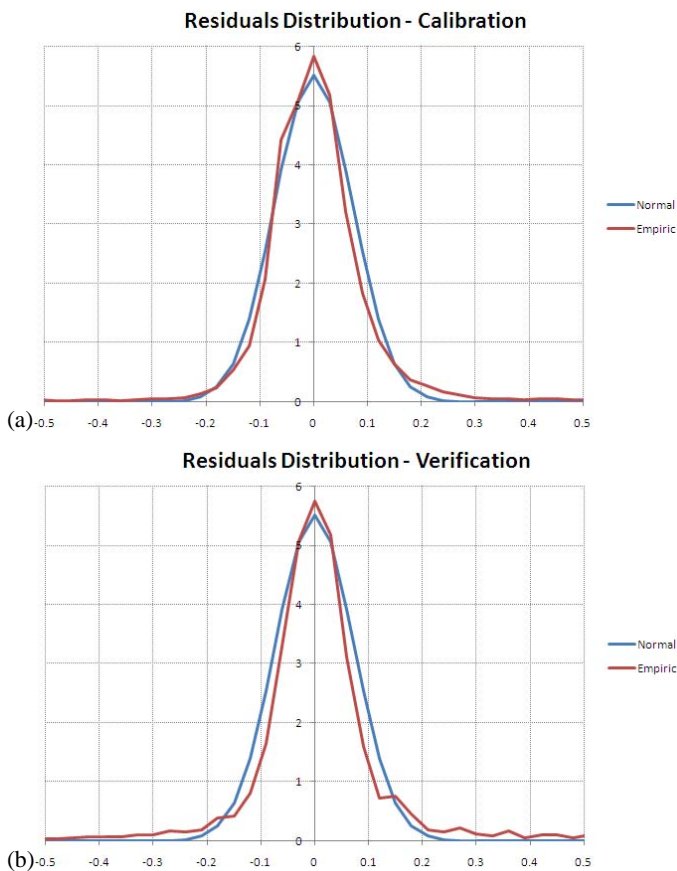 Residuals Distribution - Calibration
6
5
4
3
2
1
0
-0.5 -0.4 -0.3 -0.2 -0.1 0 0.1 0.2 0.3 0.4 0.5
Normal
Empiric
(a)
Residuals Distribution - Verification
6
5
4
3
2
1
0
-0.5 -0.4 -0.3 -0.2 -0.1 0 0.1 0.2 0.3 0.4 0.5
Normal
Empiric
(b)